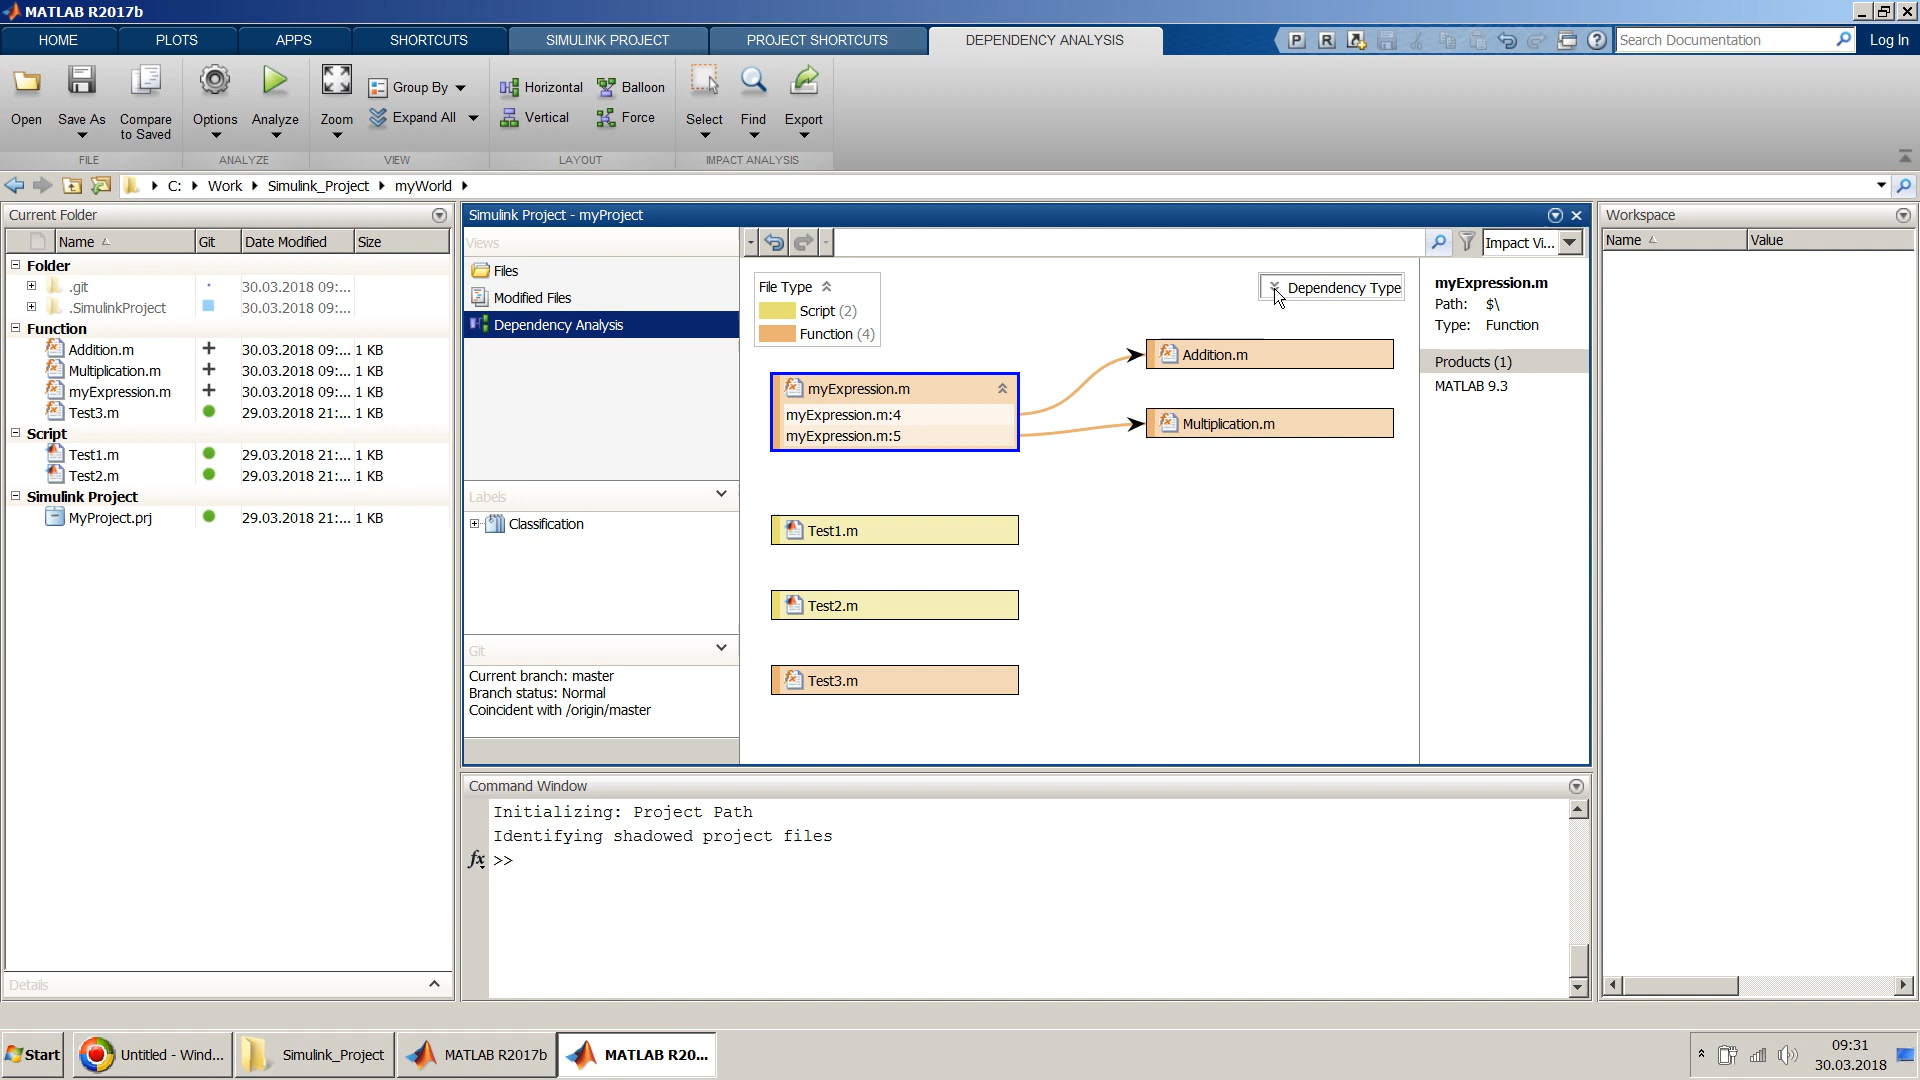 MATLAB R2017b
HOME PLOTS APPS SHORTCUTS SIMULINK PROJECT PROJECT SHORTCUTS DEPENDENCY ANALYSIS Search Documentation Log In
Open Save As Compare to Saved Options Analyze Zoom Group By Expand All Horizontal Vertical Balloon Force Select Find Export
FILE ANALYZE VIEW LAYOUT IMPACT ANALYSIS
C: Work Simulink_Project myWorld
Current Folder
Name Git Date Modified Size
Folder
.git 30.03.2018 09:...
.SimulinkProject 30.03.2018 09:...
Function
Addition.m 30.03.2018 09:... 1 KB
Multiplication.m 30.03.2018 09:... 1 KB
myExpression.m 30.03.2018 09:... 1 KB
Test3.m 29.03.2018 21:... 1 KB
Script
Test1.m 29.03.2018 21:... 1 KB
Test2.m 29.03.2018 21:... 1 KB
Simulink Project
MyProject.prj 29.03.2018 21:... 1 KB
Details
Simulink Project - myProject
Views
Files
Modified Files
Dependency Analysis
Labels
Classification
Git
Current branch: master
Branch status: Normal
Coincident with /origin/master
Impact Vi...
File Type
Script (2)
Function (4)
Dependency Type
myExpression.m
myExpression.m:4
myExpression.m:5
Addition.m
Multiplication.m
Test1.m
Test2.m
Test3.m
myExpression.m
Path: $\
Type: Function
Products (1)
MATLAB 9.3
Command Window
Initializing: Project Path
Identifying shadowed project files
fx >>
Workspace
Name Value
Start Untitled - Wind... Simulink_Project MATLAB R2017b MATLAB R20...
09:31
30.03.2018